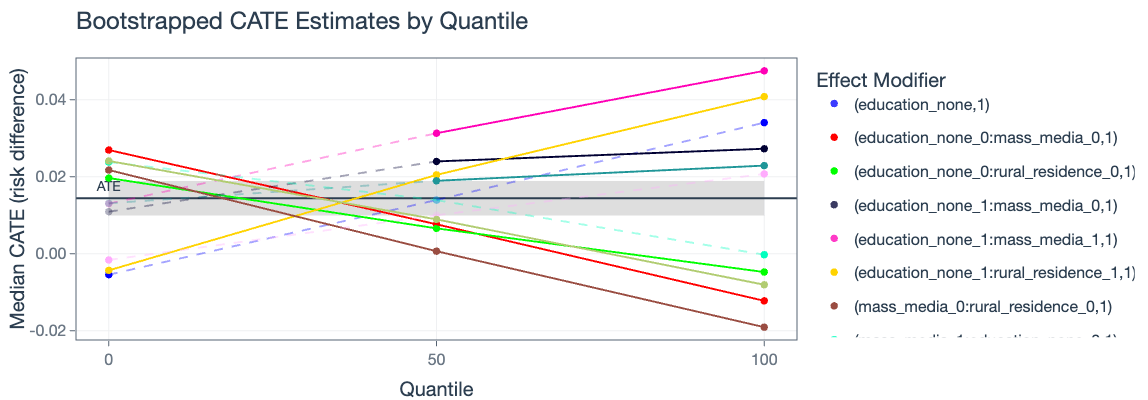 Bootstrapped CATE Estimates by Quantile
Median CATE (risk difference)
0.04
0.02
0.00
-0.02
ATE
0
50
100
Quantile
Effect Modifier
(education_none,1)
(education_none_0:mass_media_0,1)
(education_none_0:rural_residence_0,1)
(education_none_1:mass_media_0,1)
(education_none_1:mass_media_1,1)
(education_none_1:rural_residence_1,1)
(mass_media_0:rural_residence_0,1)